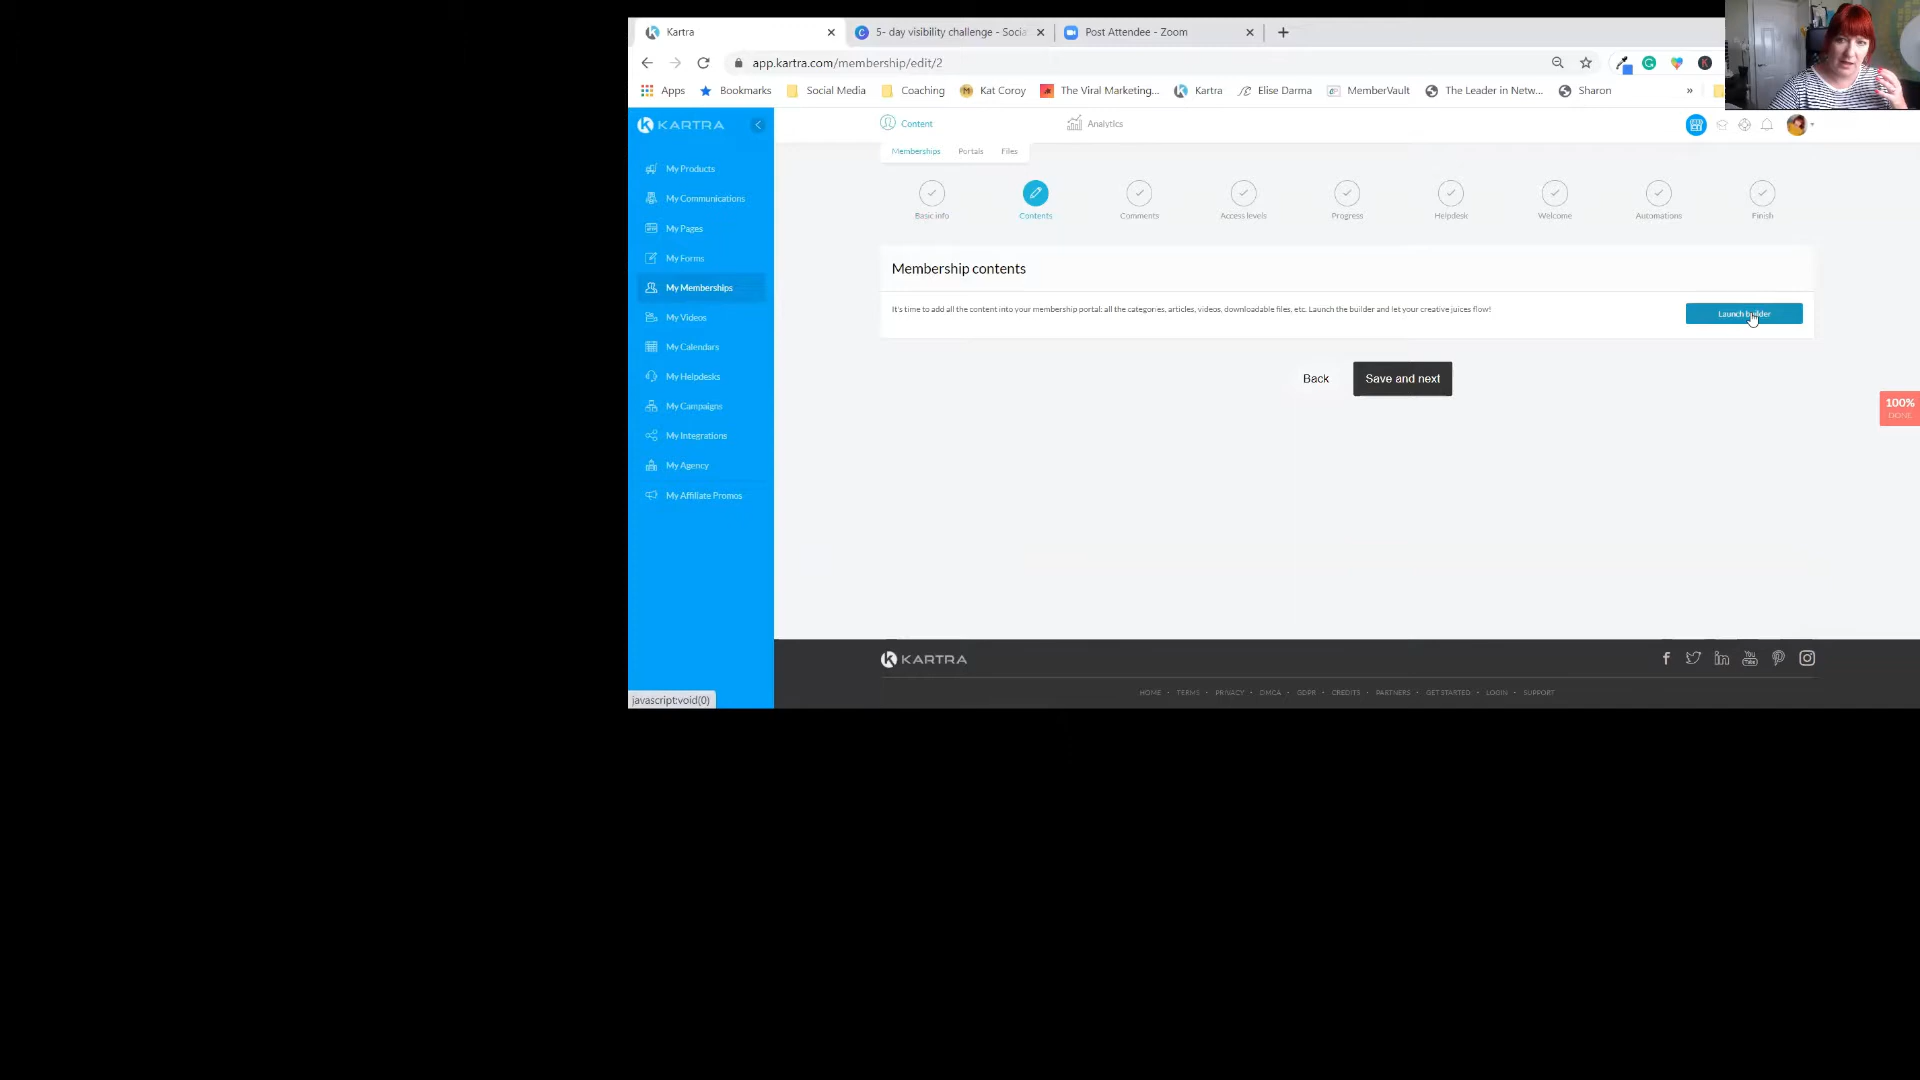 Kartra
5- day visibility challenge - Socia
Post Attendee - Zoom
app.kartra.com/membership/edit/2
Apps
Bookmarks
Social Media
Coaching
Kat Coroy
The Viral Marketing...
Kartra
Elise Darma
MemberVault
The Leader in Netw...
Sharon
»
KARTRA
Content
Analytics
Memberships
Portals
Files
My Products
My Communications
My Pages
My Forms
My Memberships
My Videos
My Calendars
My Helpdesks
My Campaigns
My Integrations
My Agency
My Affiliate Promos
Basic info
Contents
Comments
Access levels
Progress
Helpdesk
Welcome
Automations
Finish
Membership contents
It's time to add all the content into your membership portal: all the categories, articles, videos, downloadable files, etc. Launch the builder and let your creative juices flow!
Launch builder
Back
Save and next
100%
DONE
KARTRA
HOME • TERMS • PRIVACY • DMCA • GDPR • CREDITS • PARTNERS • GET STARTED • LOGIN • SUPPORT
javascript:void(0)